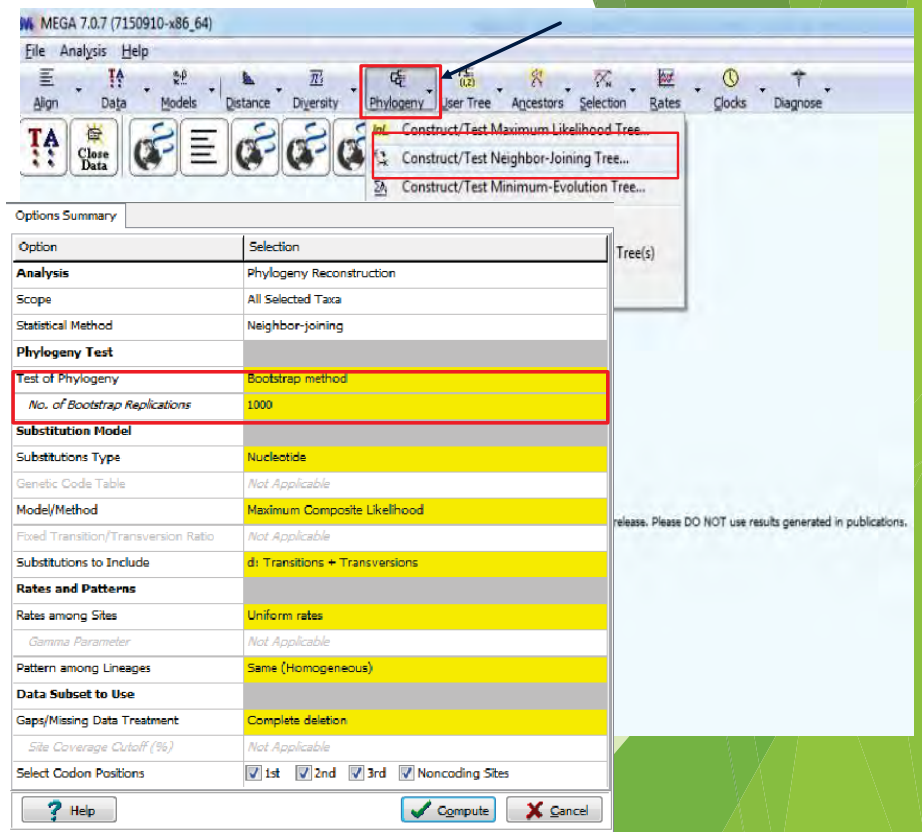 MEGA 7.0.7 (7150910-x86_64)
File Analysis Help
Align Data Models Distance Diversity Phylogeny User Tree Ancestors Selection Rates Clocks Diagnose
TA Close Data
Construct/Test Maximum Likelihood Tree...
Construct/Test Neighbor-Joining Tree...
Construct/Test Minimum-Evolution Tree...
Tree(s)
release. Please DO NOT use results generated in publications.
Options Summary
Option Selection
Analysis Phylogeny Reconstruction
Scope All Selected Taxa
Statistical Method Neighbor-joining
Phylogeny Test
Test of Phylogeny Bootstrap method
No. of Bootstrap Replications 1000
Substitution Model
Substitutions Type Nucleotide
Genetic Code Table Not Applicable
Model/Method Maximum Composite Likelihood
Fixed Transition/Transversion Ratio Not Applicable
Substitutions to Include d: Transitions + Transversions
Rates and Patterns
Rates among Sites Uniform rates
Gamma Parameter Not Applicable
Pattern among Lineages Same (Homogeneous)
Data Subset to Use
Gaps/Missing Data Treatment Complete deletion
Site Coverage Cutoff (%) Not Applicable
Select Codon Positions 1st 2nd 3rd Noncoding Sites
Help Compute Cancel